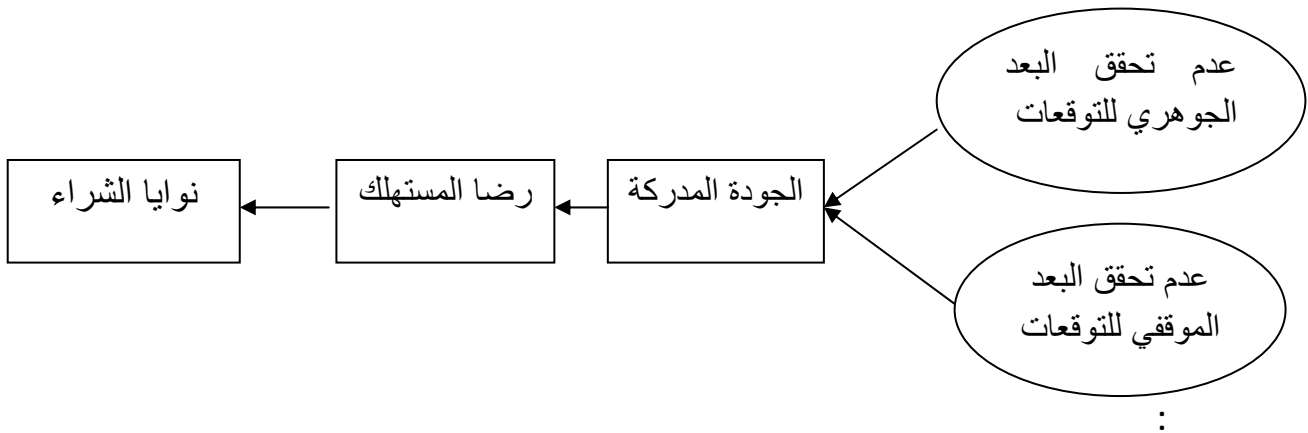 عدم تحقق البعد
الجوهري للتوقعات
الجودة المدركة
رضا المستهلك
نوايا الشراء
عدم تحقق البعد
الموقفي للتوقعات
: